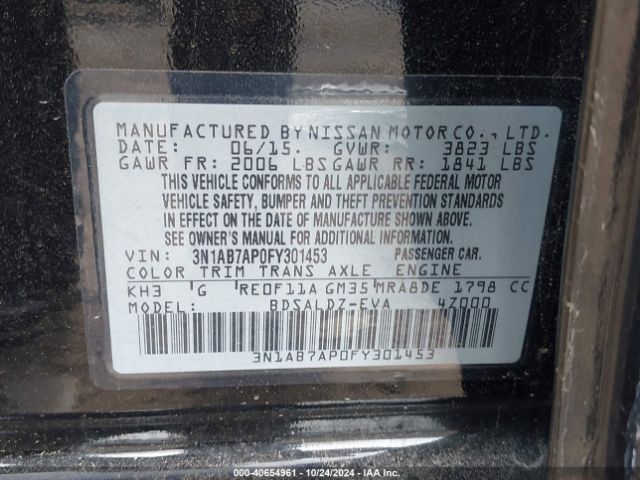 MANUFACTURED BY NISSAN MOTOR CO., LTD.
DATE: 06/15. GVWR: 3823 LBS
GAWR FR: 2006 LBS GAWR RR: 1841 LBS
THIS VEHICLE CONFORMS TO ALL APPLICABLE FEDERAL MOTOR
VEHICLE SAFETY, BUMPER AND THEFT PREVENTION STANDARDS
IN EFFECT ON THE DATE OF MANUFACTURE SHOWN ABOVE.
SEE OWNER'S MANUAL FOR ADDITIONAL INFORMATION.
VIN: 3N1AB7AP0FY301453 PASSENGER CAR.
COLOR TRIM TRANS AXLE ENGINE
KH3 G RE0F11A GM35 MRA8DE 1798 CC
MODEL: BDSALDZ-EVA 4Z000
3N1AB7AP0FY301453
000-40654961 - 10/24/2024 - IAA Inc.